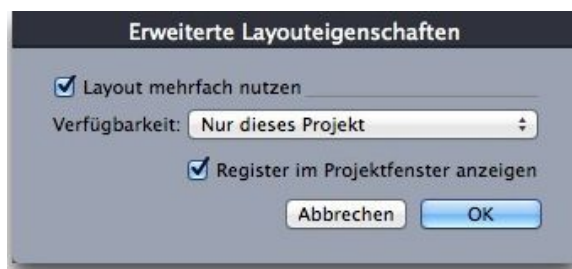 Erweiterte Layouteigenschaften
Layout mehrfach nutzen
Verfügbarkeit: Nur dieses Projekt
Register im Projektfenster anzeigen
Abbrechen OK